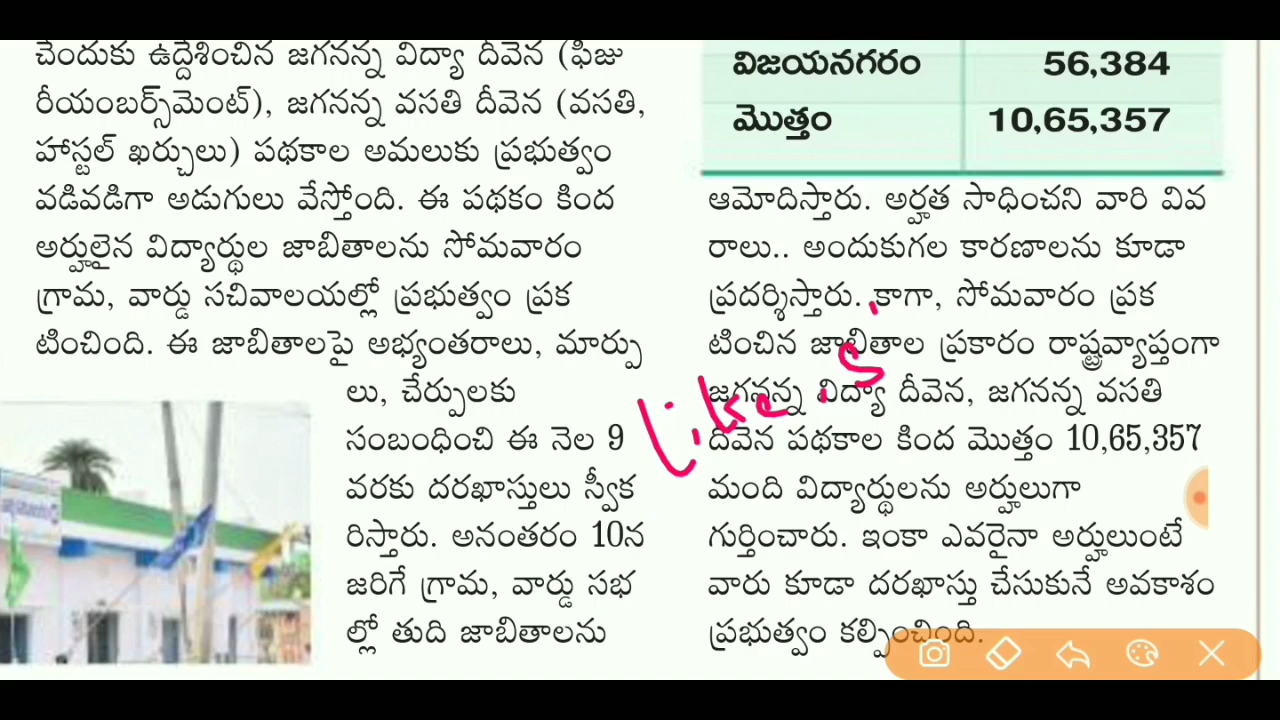 చేందుకు ఉద్దేశించిన జగనన్న విద్యా దీవెన (ఫీజు
రీయంబర్స్‌మెంట్), జగనన్న వసతి దీవెన (వసతి,
హాస్టల్ ఖర్చులు) పథకాల అమలుకు ప్రభుత్వం
వడివడిగా అడుగులు వేస్తోంది. ఈ పథకం కింద
అర్హులైన విద్యార్థుల జాబితాలను సోమవారం
గ్రామ, వార్డు సచివాలయల్లో ప్రభుత్వం ప్రక
టించింది. ఈ జాబితాలపై అభ్యంతరాలు, మార్పు
లు, చేర్పులకు
సంబంధించి ఈ నెల 9
వరకు దరఖాస్తులు స్వీక
రిస్తారు. అనంతరం 10న
జరిగే గ్రామ, వార్డు సభ
ల్లో తుది జాబితాలను
విజయనగరం 56,384
మొత్తం 10,65,357
ఆమోదిస్తారు. అర్హత సాధించని వారి వివ
రాలు.. అందుకుగల కారణాలను కూడా
ప్రదర్శిస్తారు. కాగా, సోమవారం ప్రక
టించిన జాబితాల ప్రకారం రాష్ట్రవ్యాప్తంగా
జగనన్న విద్యా దీవెన, జగనన్న వసతి
దీవెన పథకాల కింద మొత్తం 10,65,357
మంది విద్యార్థులను అర్హులుగా
గుర్తించారు. ఇంకా ఎవరైనా అర్హులుంటే
వారు కూడా దరఖాస్తు చేసుకునే అవకాశం
ప్రభుత్వం కల్పించింది.
like. S